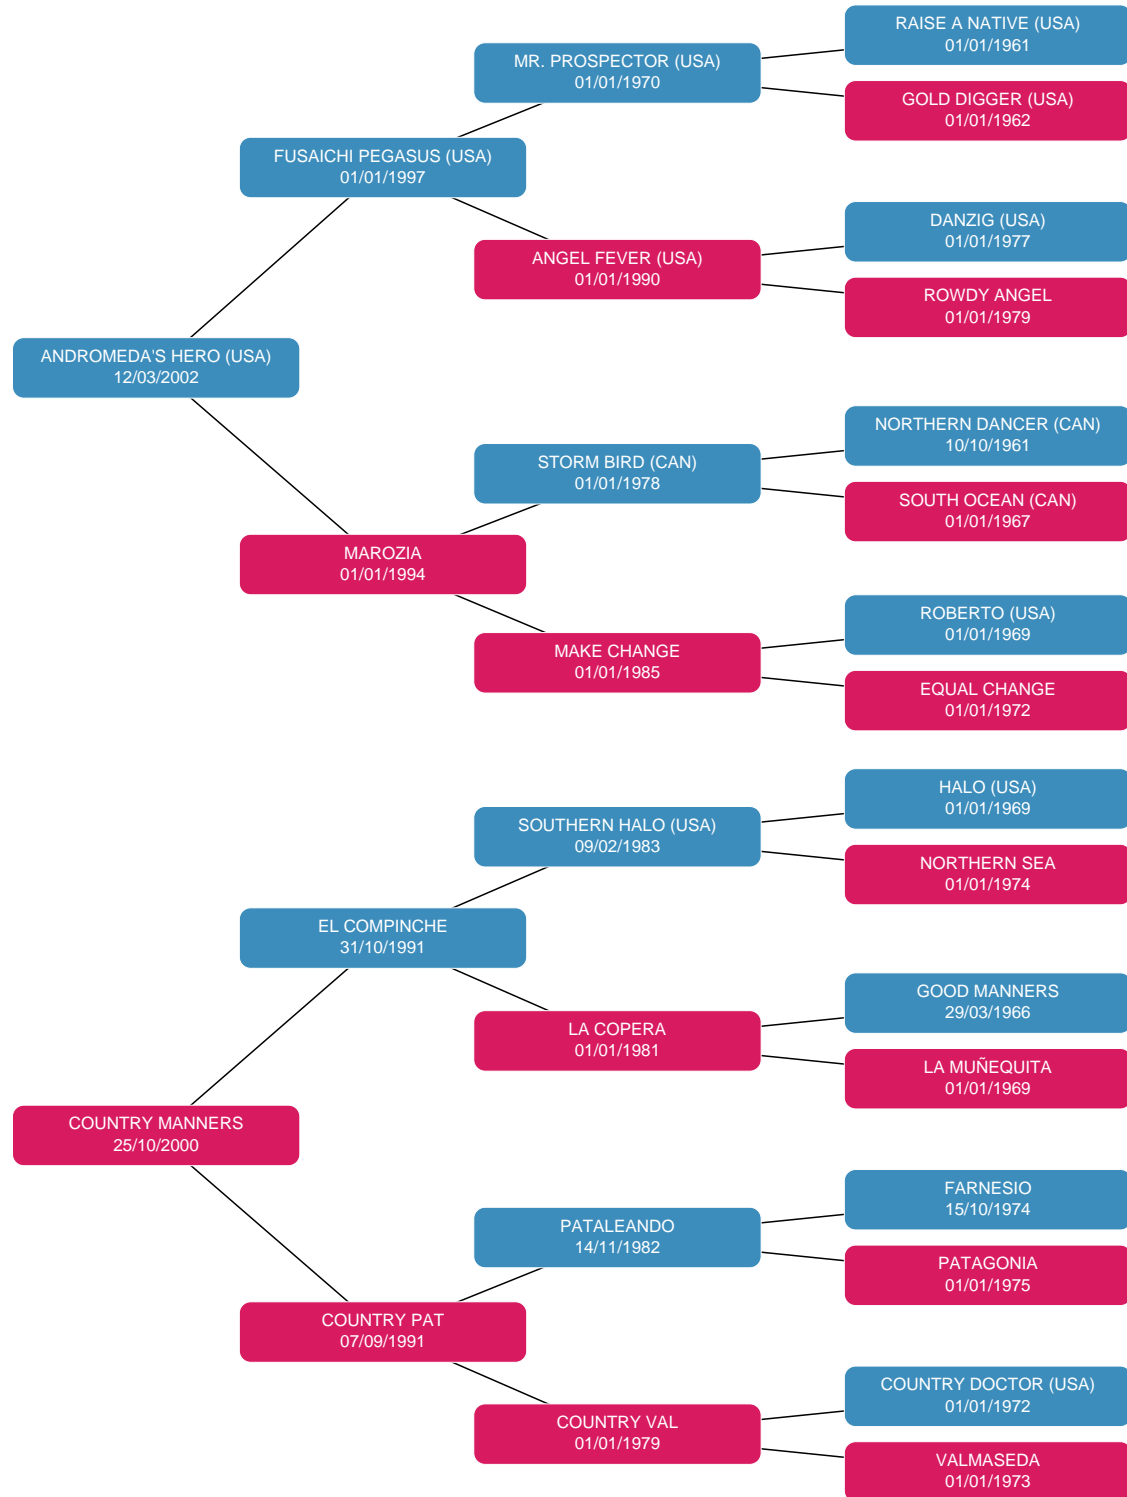 RAISE A NATIVE (USA)
01/01/1961
MR. PROSPECTOR (USA)
01/01/1970
GOLD DIGGER (USA)
01/01/1962
FUSAICHI PEGASUS (USA)
01/01/1997
DANZIG (USA)
01/01/1977
ANGEL FEVER (USA)
01/01/1990
ROWDY ANGEL
01/01/1979
ANDROMEDA'S HERO (USA)
12/03/2002
NORTHERN DANCER (CAN)
10/10/1961
STORM BIRD (CAN)
01/01/1978
SOUTH OCEAN (CAN)
01/01/1967
MAROZIA
01/01/1994
ROBERTO (USA)
01/01/1969
MAKE CHANGE
01/01/1985
EQUAL CHANGE
01/01/1972
HALO (USA)
01/01/1969
SOUTHERN HALO (USA)
09/02/1983
NORTHERN SEA
01/01/1974
EL COMPINCHE
31/10/1991
GOOD MANNERS
29/03/1966
LA COPERA
01/01/1981
LA MUÑEQUITA
01/01/1969
COUNTRY MANNERS
25/10/2000
FARNESIO
15/10/1974
PATALEANDO
14/11/1982
PATAGONIA
01/01/1975
COUNTRY PAT
07/09/1991
COUNTRY DOCTOR (USA)
01/01/1972
COUNTRY VAL
01/01/1979
VALMASEDA
01/01/1973